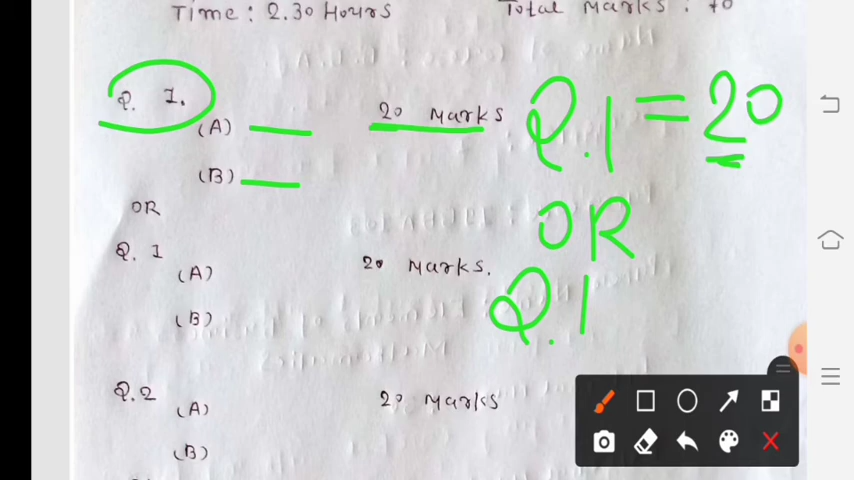 Time: 2.30 Hours Total Marks: 70
Q. 1.
(A) 20 Marks
(B)
Q.1 = 20
OR
OR
Q. 1
(A) 20 Marks.
(B)
Q.1
Q.2
(A) 20 Marks
(B)